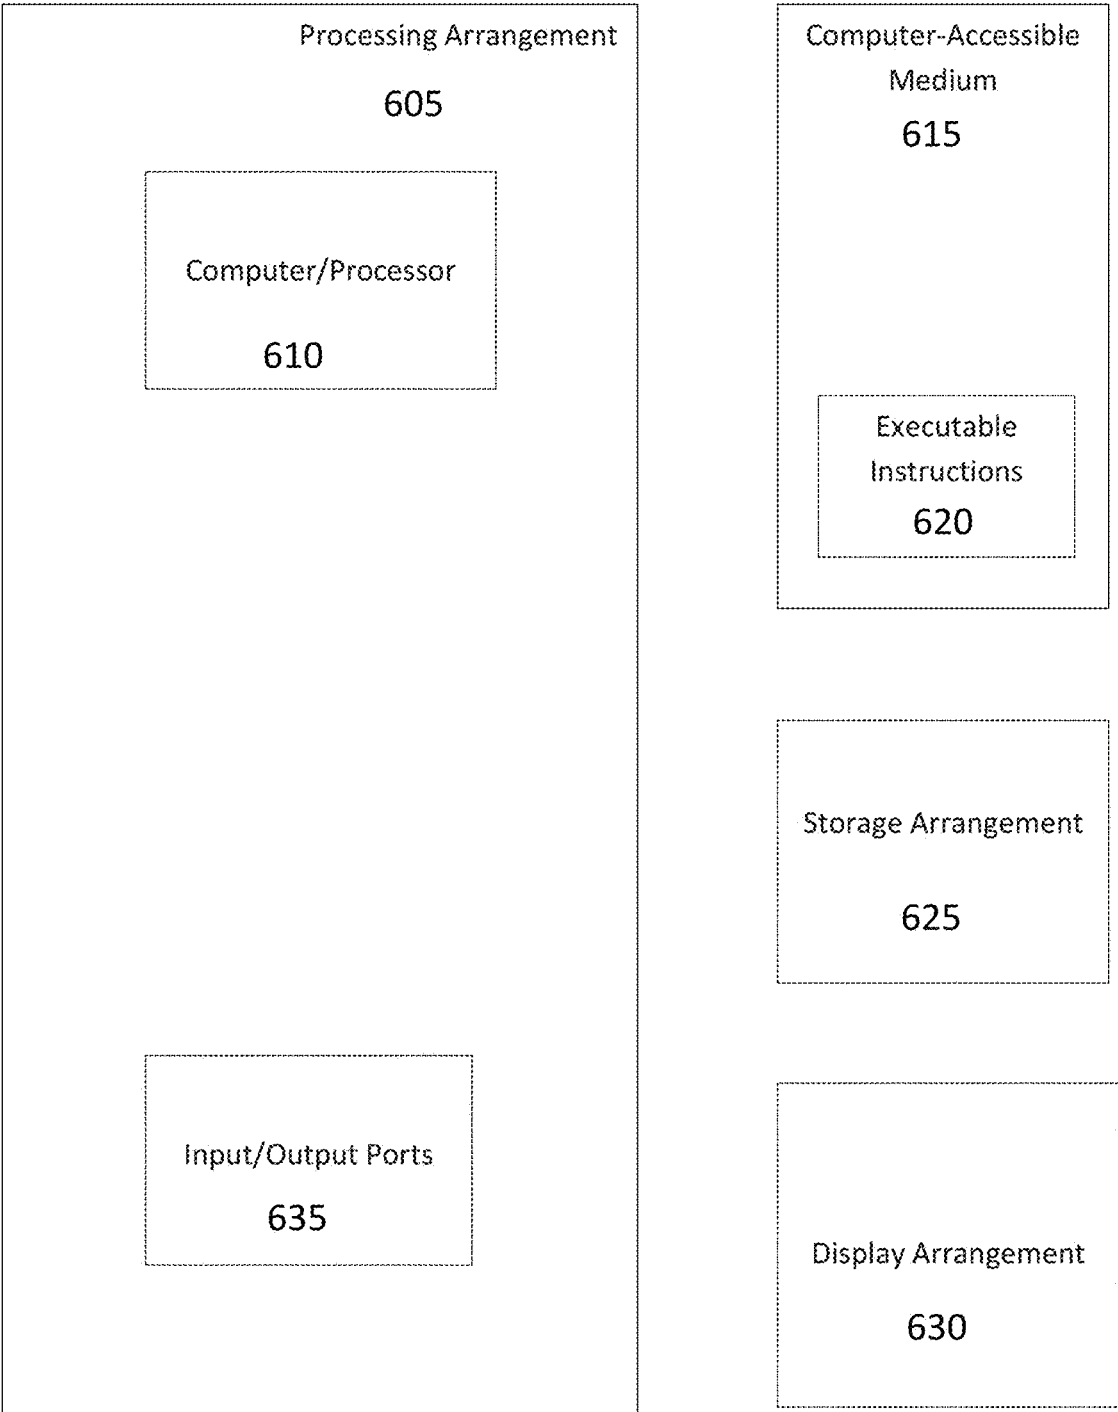 Processing Arrangement
605
Computer/Processor
610
Input/Output Ports
635
Computer-Accessible
Medium
615
Executable
Instructions
620
Storage Arrangement
625
Display Arrangement
630